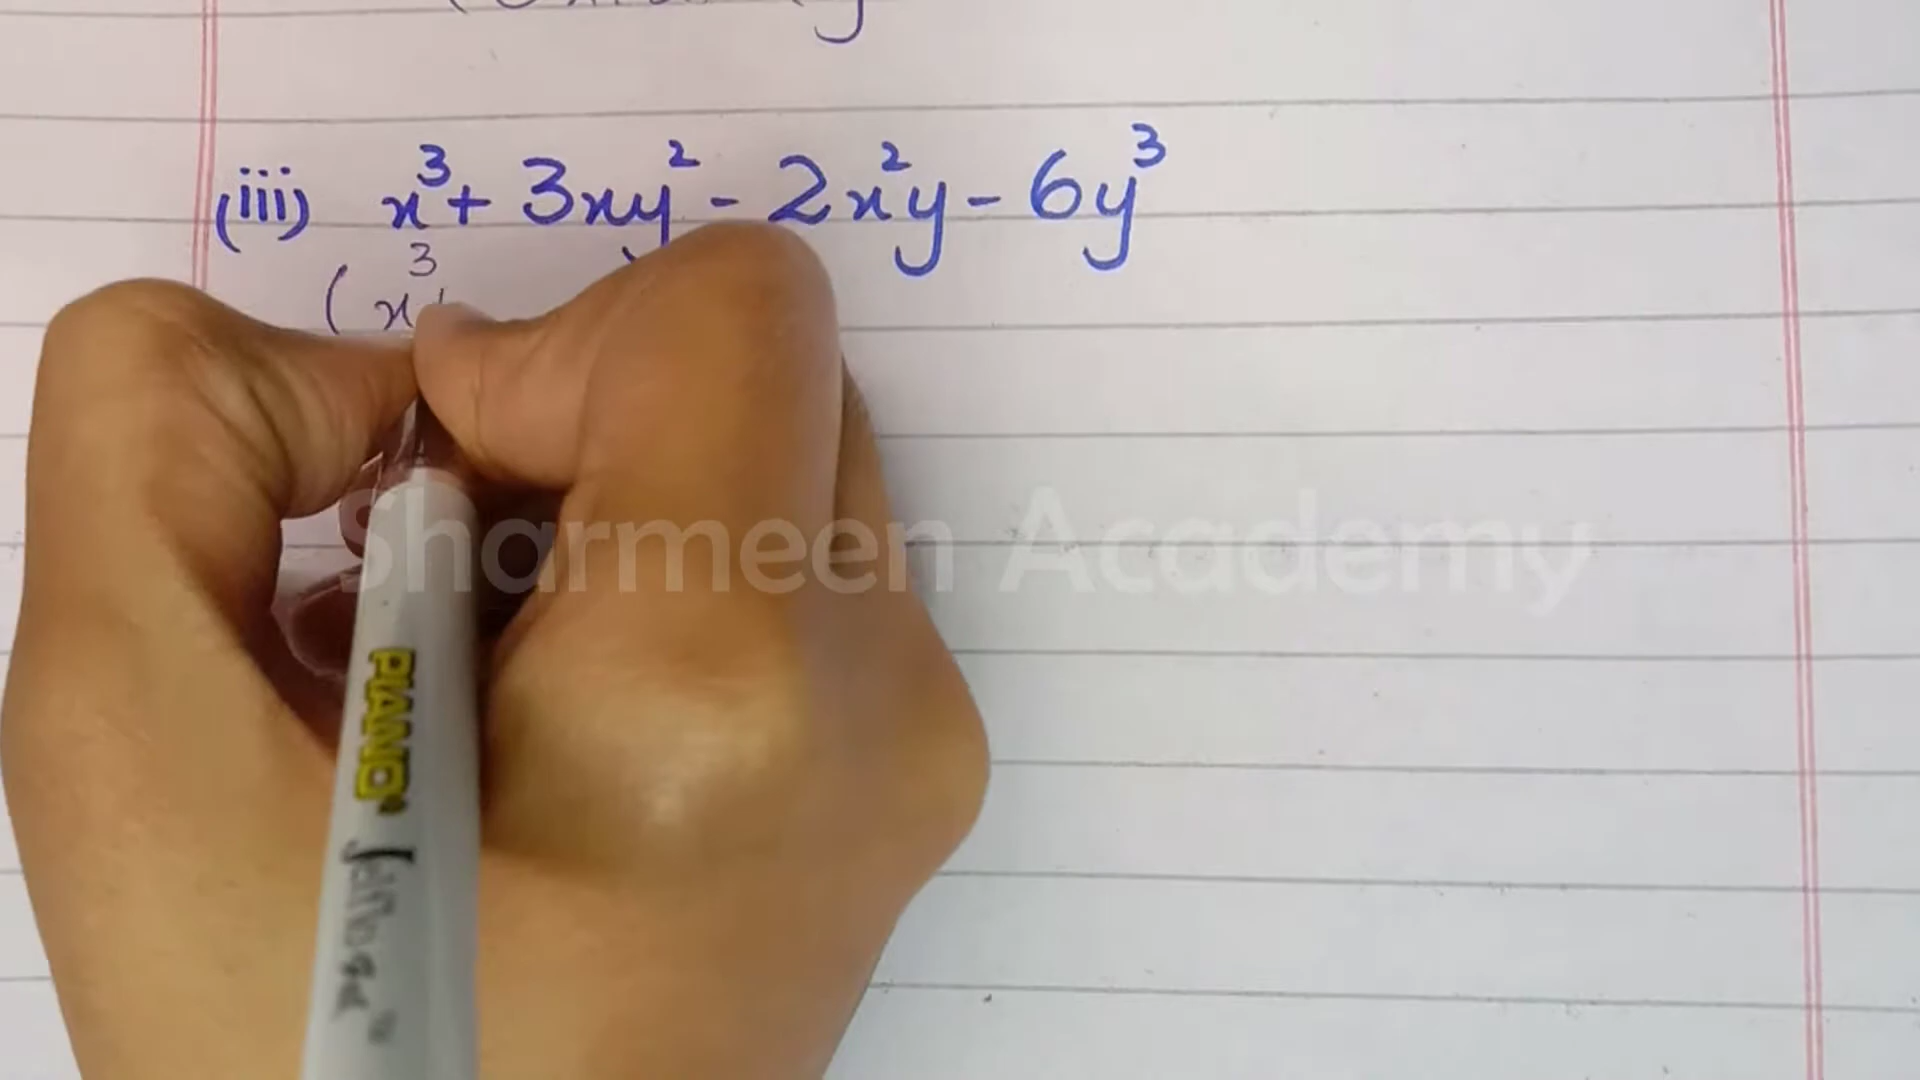 (iii) x³ + 3xy² - 2x²y - 6y³
(x³ +
Sharmeen Academy
PIANO